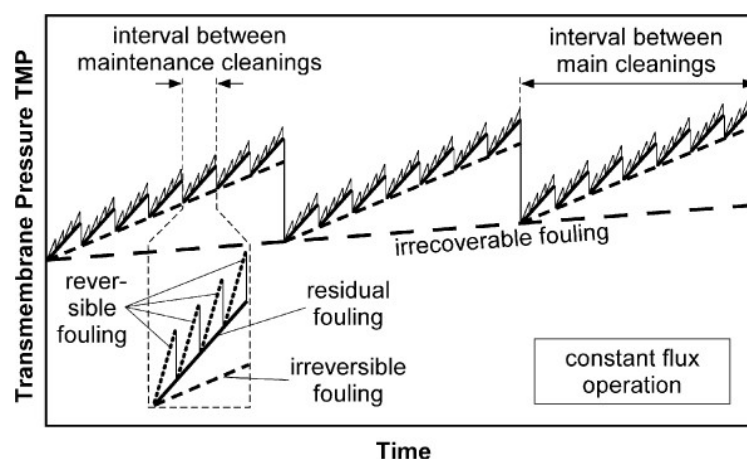 interval between
maintenance cleanings
interval between
main cleanings
Transmembrane Pressure TMP
irrecoverable fouling
rever-
sible
fouling
residual
fouling
irreversible
fouling
constant flux
operation
Time